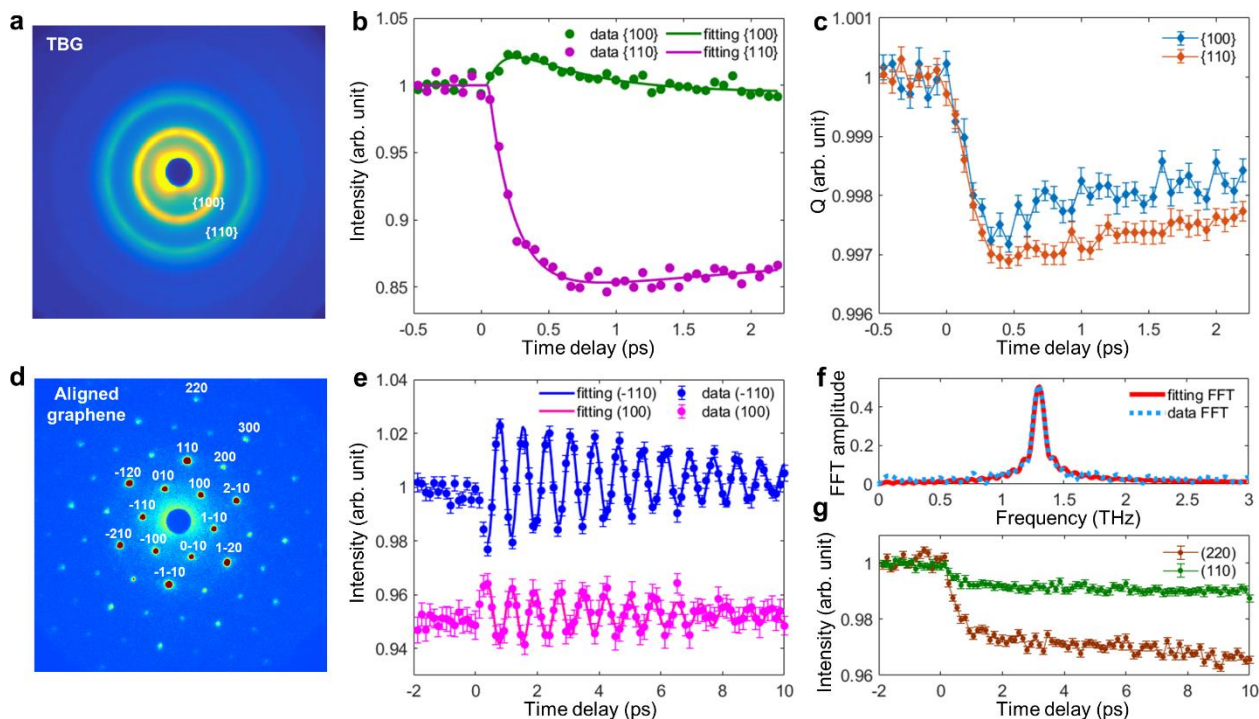 a
TBG
{100}
{110}
b
1.05
1
0.95
0.9
0.85
Intensity (arb. unit)
data {100}
fitting {100}
data {110}
fitting {110}
-0.5
0
0.5
1
1.5
2
Time delay (ps)
c
1.001
1
0.999
0.998
0.997
0.996
Q (arb. unit)
{100}
{110}
-0.5
0
0.5
1
1.5
2
Time delay (ps)
d
Aligned
graphene
220
300
200
110
-120
010
100
2-10
-110
1-10
-210
-100
0-10
1-20
-1-10
e
1.04
1.02
1
0.98
0.96
0.94
Intensity (arb. unit)
fitting (-110)
data (-110)
fitting (100)
data (100)
-2
0
2
4
6
8
10
Time delay (ps)
f
0.4
0.2
0
FFT amplitude
fitting FFT
data FFT
0
0.5
1
1.5
2
2.5
3
Frequency (THz)
g
1
0.98
0.96
Intensity (arb. unit)
(220)
(110)
-2
0
2
4
6
8
10
Time delay (ps)